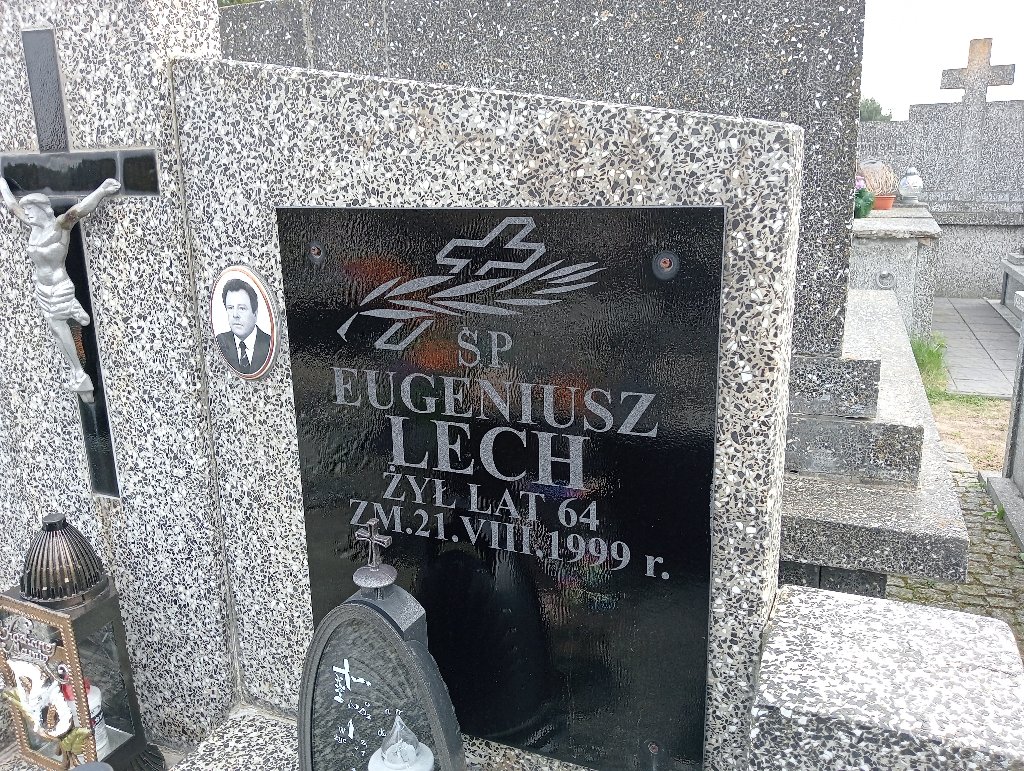 ŚP
EUGENIUSZ
LECH
ŻYŁ LAT 64
ZM.21.VIII.1999 r.